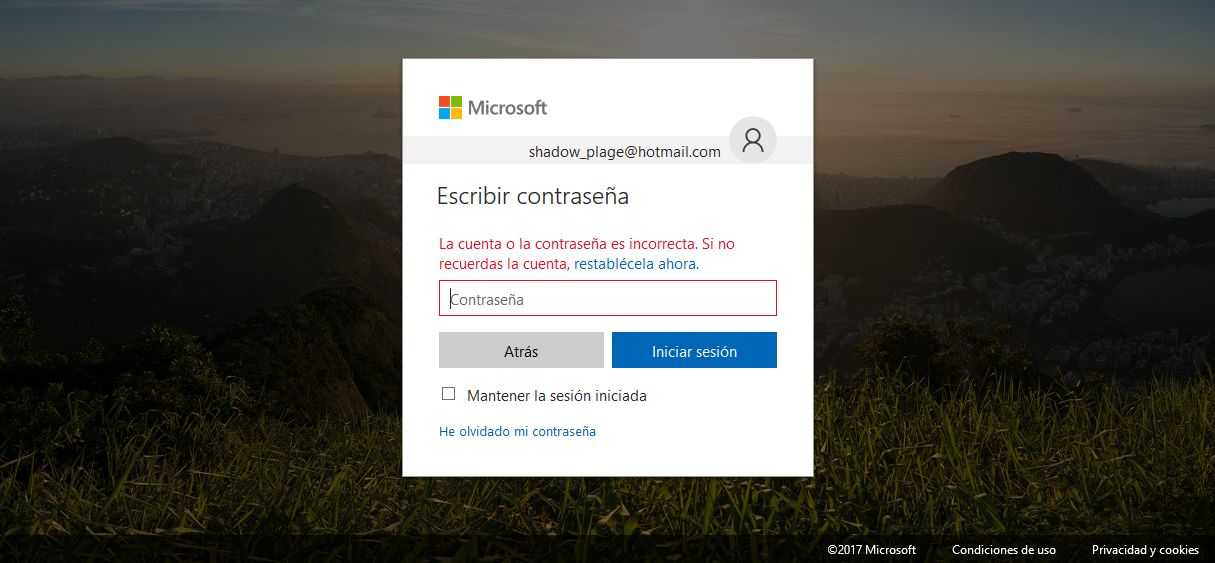 Microsoft
shadow_plage@hotmail.com
Escribir contraseña
La cuenta o la contraseña es incorrecta. Si no
recuerdas la cuenta, restablécela ahora.
Contraseña
Atrás
Iniciar sesión
Mantener la sesión iniciada
He olvidado mi contraseña
©2017 Microsoft
Condiciones de uso
Privacidad y cookies